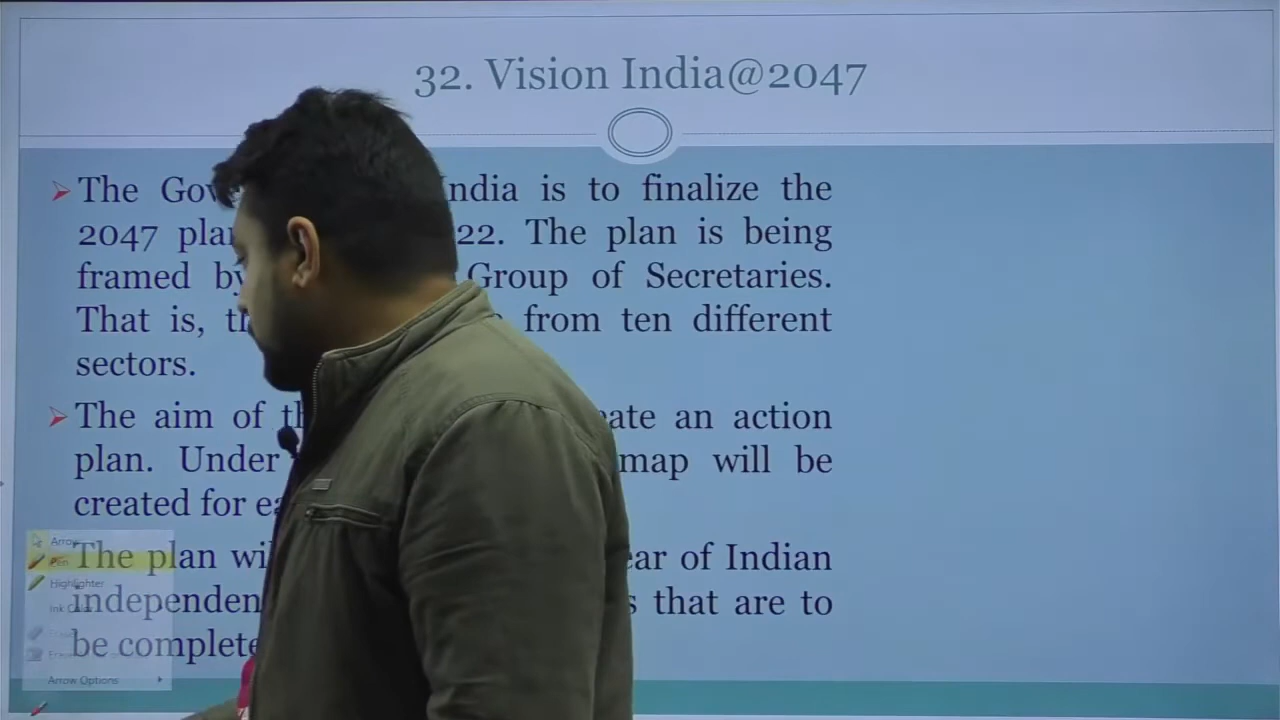 32. Vision India@2047
The Gov ndia is to finalize the
2047 pla 22. The plan is being
framed by Group of Secretaries.
That is, from ten different
sectors.
The aim of ate an action
plan. Under map will be
created for
The plan wi ear of Indian
independen s that are to
be complete
Arrow
Pen
Highlighter
Ink Color
Arrow Options